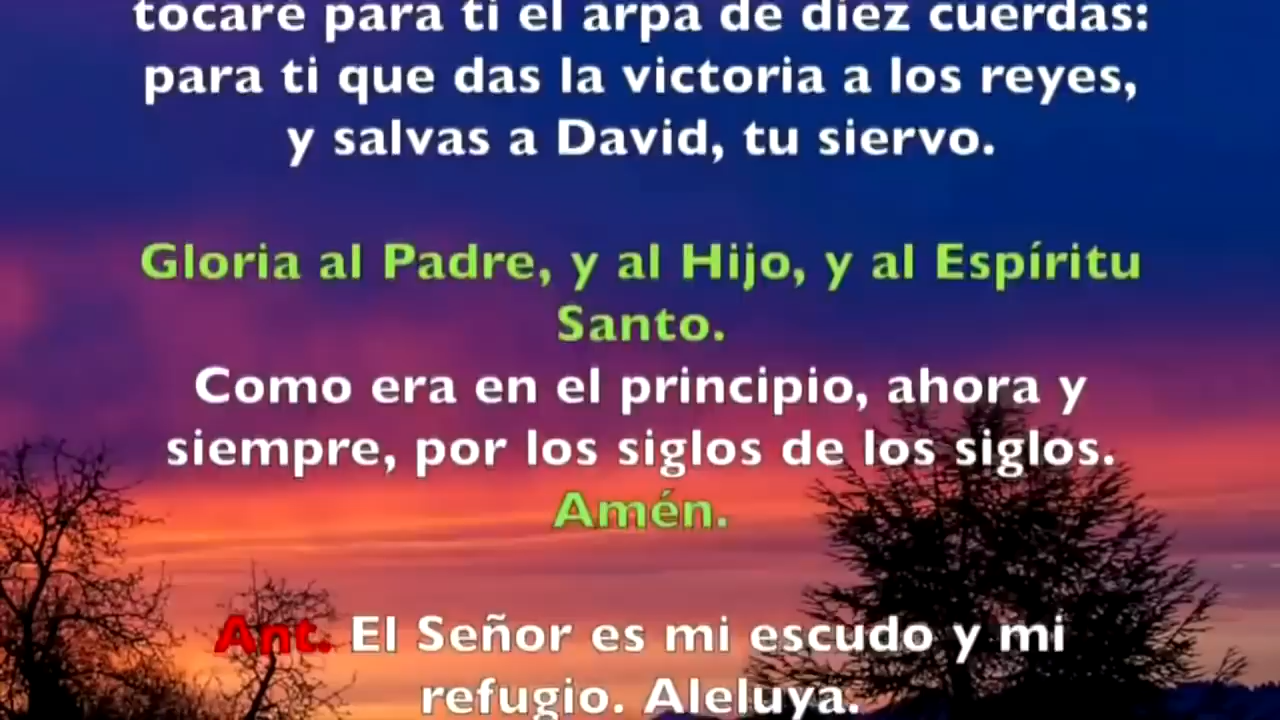 tocaré para ti el arpa de diez cuerdas:
para ti que das la victoria a los reyes,
y salvas a David, tu siervo.
Gloria al Padre, y al Hijo, y al Espíritu
Santo.
Como era en el principio, ahora y
siempre, por los siglos de los siglos.
Amén.
Ant. El Señor es mi escudo y mi
refugio. Aleluya.